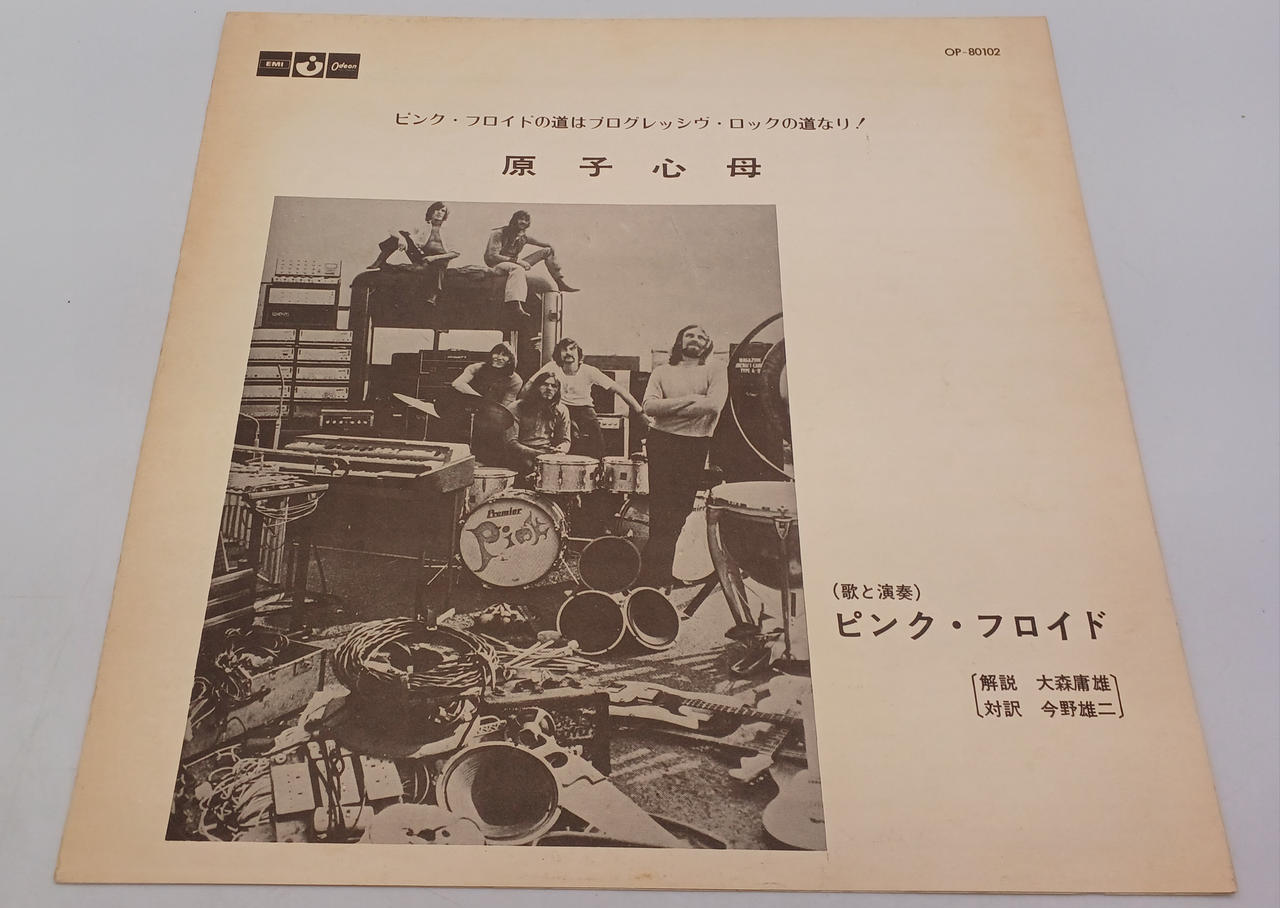 EMI
Odeon
OP-80102
ピンク・フロイドの道はプログレッシヴ・ロックの道なり!
原子心母
Premier
Pink
(歌と演奏)
ピンク・フロイド
解説 大森庸雄
対訳 今野雄二